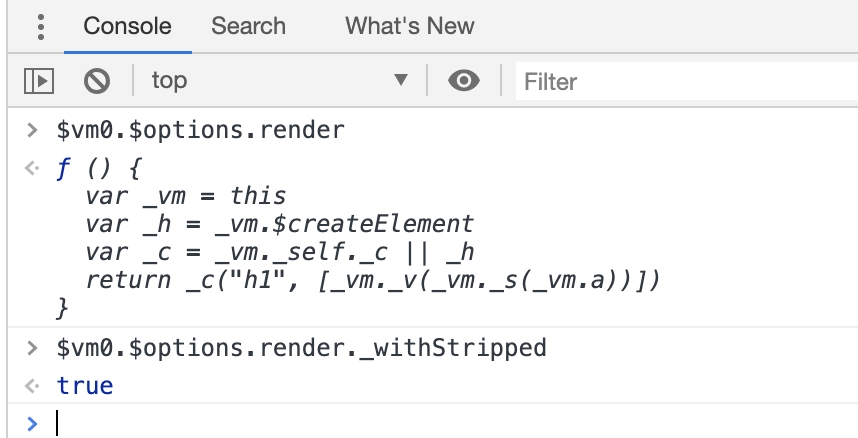 Console Search What's New
top Filter
> $vm0.$options.render
< ƒ () {
  var _vm = this
  var _h = _vm.$createElement
  var _c = _vm._self._c || _h
  return _c("h1", [_vm._v(_vm._s(_vm.a))])
}
> $vm0.$options.render._withStripped
< true
>